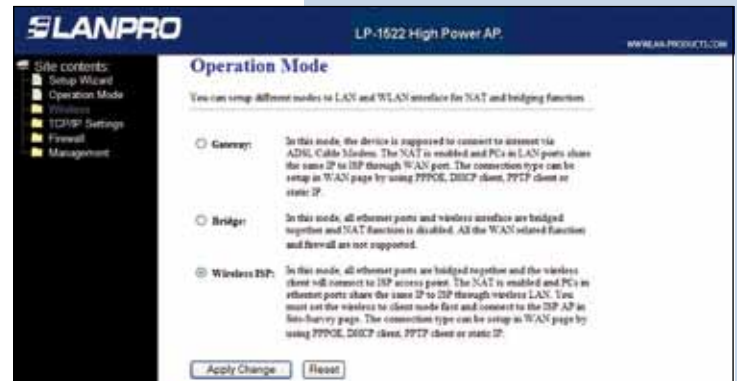 LANPRO
LP-1522 High Power AP.
WWW.LAN-PRODUCTS.COM
Site contents:
Setup Wizard
Operation Mode
Wireless
TCP/IP Settings
Firewall
Management
Operation Mode
You can setup different modes to LAN and WLAN interface for NAT and bridging function.
Gateway:
In this mode, the device is supposed to connect to internet via
ADSL/Cable Modem. The NAT is enabled and PCs in LAN ports share
the same IP to ISP through WAN port. The connection type can be
setup in WAN page by using PPPOE, DHCP client, PPTP client or
static IP.
Bridge:
In this mode, all ethernet ports and wireless interface are bridged
together and NAT function is disabled. All the WAN related function
and firewall are not supported.
Wireless ISP:
In this mode, all ethernet ports are bridged together and the wireless
client will connect to ISP access point. The NAT is enabled and PCs in
ethernet ports share the same IP to ISP through wireless LAN. You
must set the wireless to client mode first and connect to the ISP AP in
Site-Survey page. The connection type can be setup in WAN page by
using PPPOE, DHCP client, PPTP client or static IP.
Apply Change
Reset